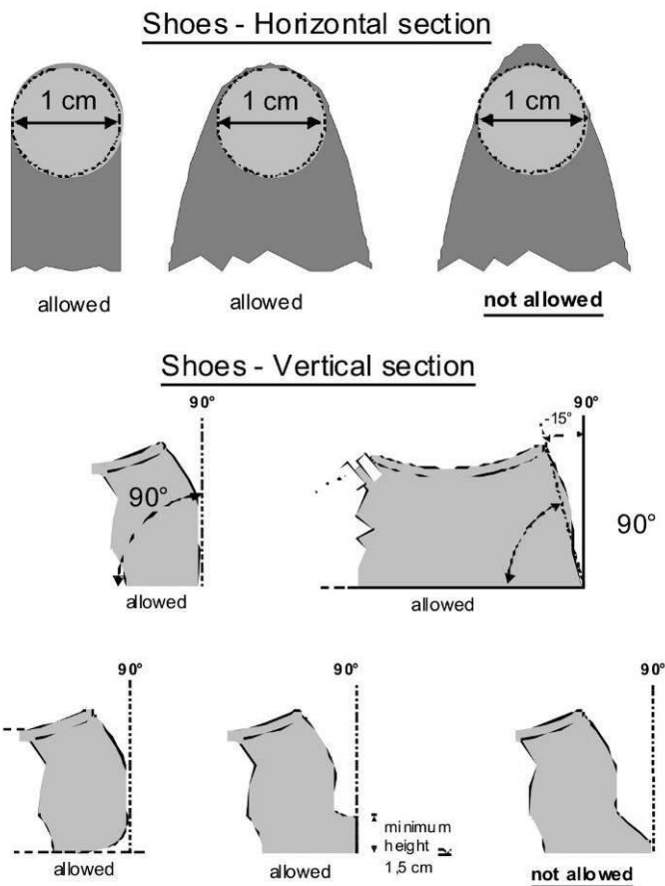 Shoes - Horizontal section
1 cm 1 cm 1 cm
allowed allowed not allowed
Shoes - Vertical section
90° 90°
-15°
90° 90°
allowed allowed
90° 90° 90°
minimum
height
1,5 cm
allowed allowed not allowed